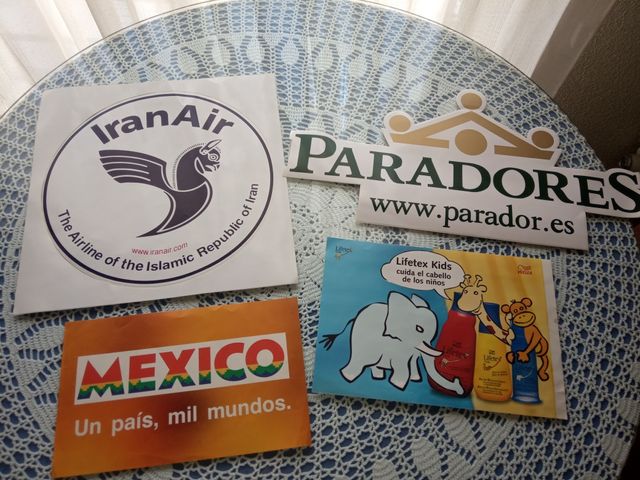 IranAir
www.iranair.com
The Airline of the Islamic Republic of Iran
PARADORES
www.parador.es
Lifetex Kids
cuida el cabello
de los niños
MEXICO
Un país, mil mundos.